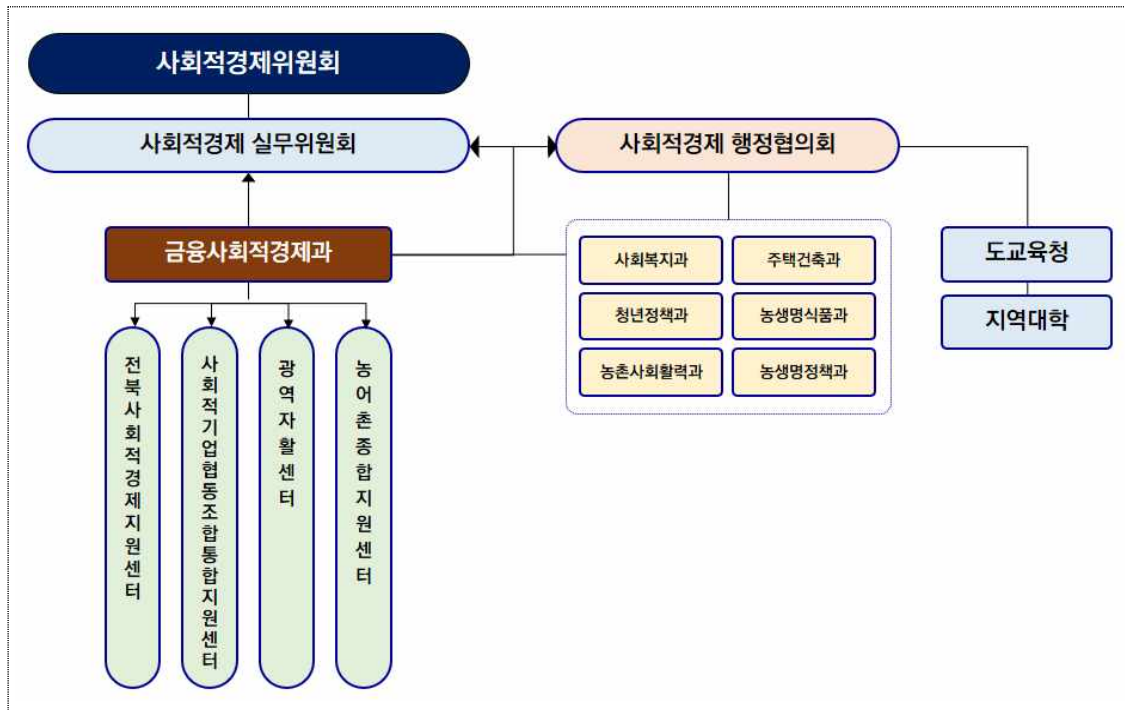 사회적경제위원회
사회적경제 실무위원회
사회적경제 행정협의회
금융사회적경제과
사회복지과
주택건축과
청년정책과
농생명식품과
농촌사회활력과
농생명정책과
도교육청
지역대학
전북사회적경제지원센터
사회적기업협동조합통합지원센터
광역자활센터
농어촌종합지원센터